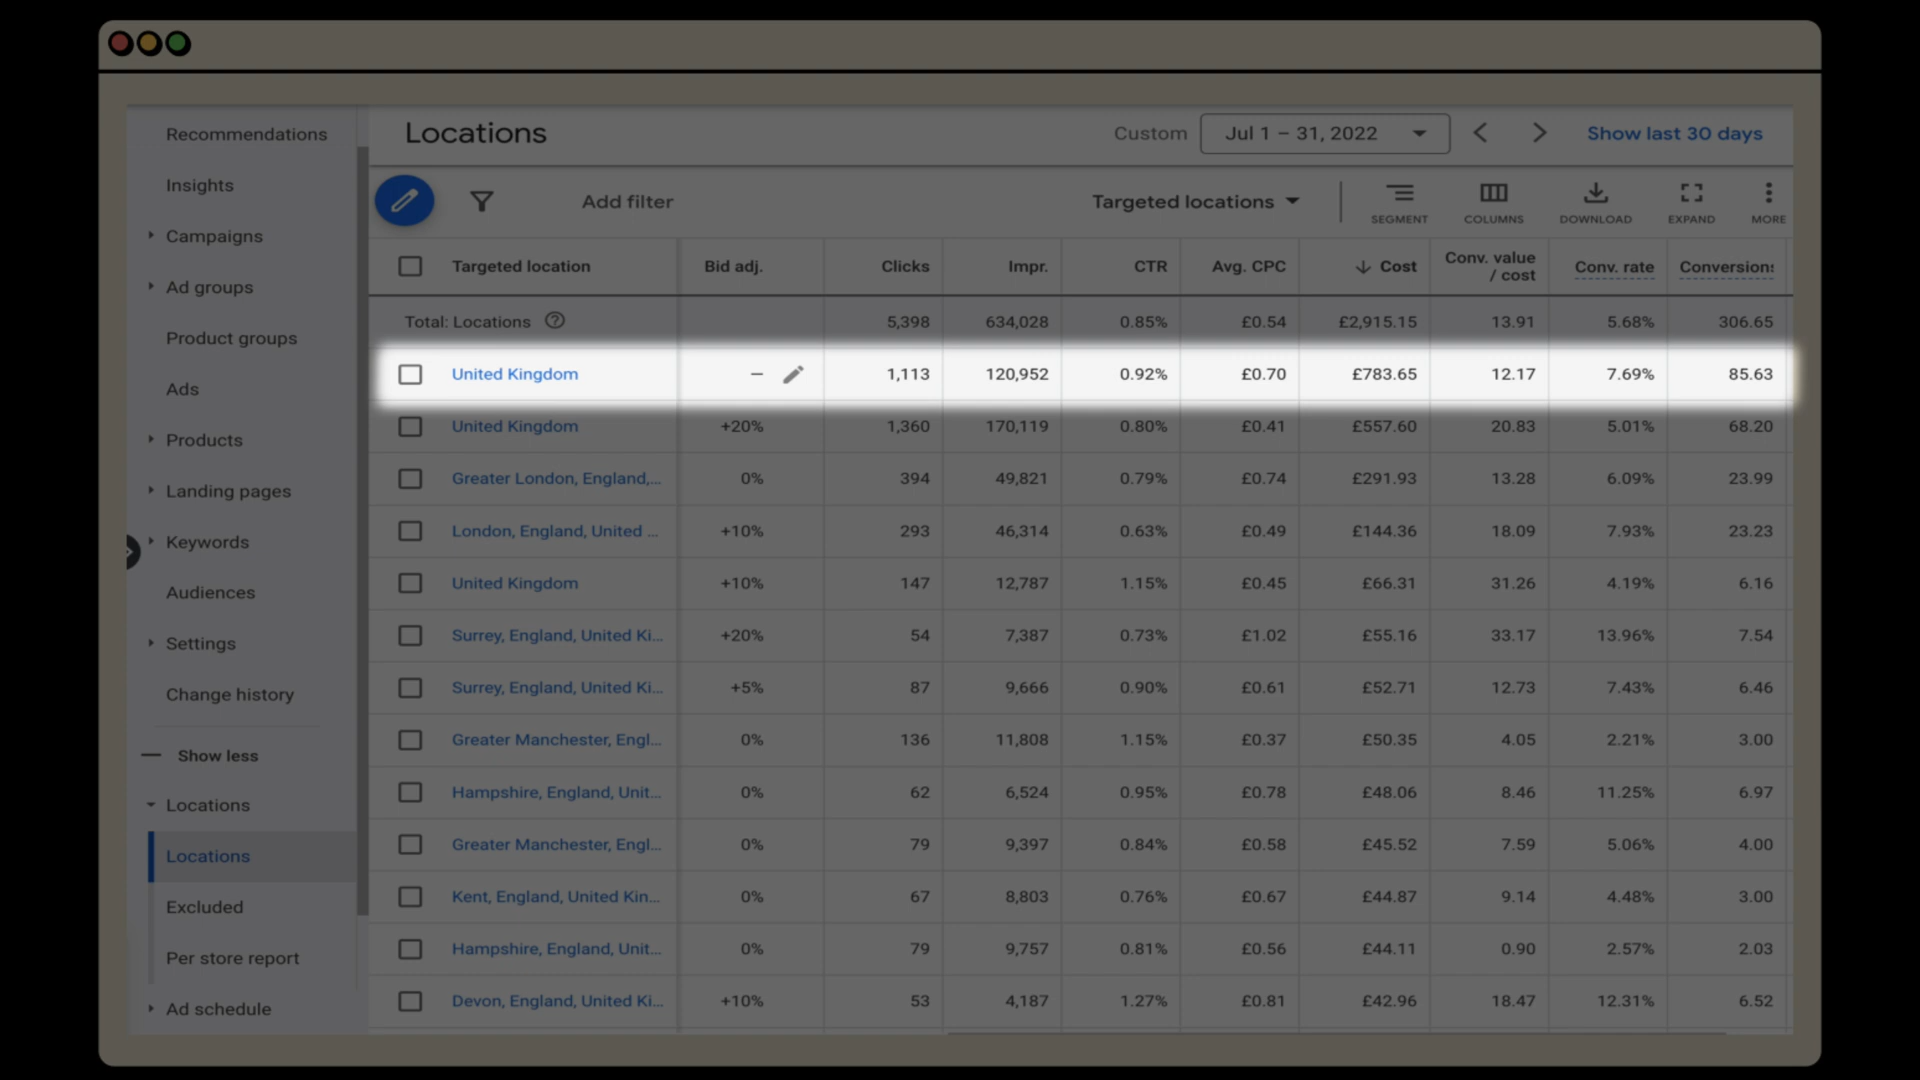 Recommendations
Insights
Campaigns
Ad groups
Product groups
Ads
Products
Landing pages
Keywords
Audiences
Settings
Change history
Show less
Locations
Locations
Excluded
Per store report
Ad schedule
Locations
Custom Jul 1 – 31, 2022 Show last 30 days
Add filter Targeted locations SEGMENT COLUMNS DOWNLOAD EXPAND MORE
Targeted location Bid adj. Clicks Impr. CTR Avg. CPC Cost Conv. value / cost Conv. rate Conversions
Total: Locations 5,398 634,028 0.85% £0.54 £2,915.15 13.91 5.68% 306.65
United Kingdom – 1,113 120,952 0.92% £0.70 £783.65 12.17 7.69% 85.63
United Kingdom +20% 1,360 170,119 0.80% £0.41 £557.60 20.83 5.01% 68.20
Greater London, England,... 0% 394 49,821 0.79% £0.74 £291.93 13.28 6.09% 23.99
London, England, United ... +10% 293 46,314 0.63% £0.49 £144.36 18.09 7.93% 23.23
United Kingdom +10% 147 12,787 1.15% £0.45 £66.31 31.26 4.19% 6.16
Surrey, England, United Ki... +20% 54 7,387 0.73% £1.02 £55.16 33.17 13.96% 7.54
Surrey, England, United Ki... +5% 87 9,666 0.90% £0.61 £52.71 12.73 7.43% 6.46
Greater Manchester, Engl... 0% 136 11,808 1.15% £0.37 £50.35 4.05 2.21% 3.00
Hampshire, England, Unit... 0% 62 6,524 0.95% £0.78 £48.06 8.46 11.25% 6.97
Greater Manchester, Engl... 0% 79 9,397 0.84% £0.58 £45.52 7.59 5.06% 4.00
Kent, England, United Kin... 0% 67 8,803 0.76% £0.67 £44.87 9.14 4.48% 3.00
Hampshire, England, Unit... 0% 79 9,757 0.81% £0.56 £44.11 0.90 2.57% 2.03
Devon, England, United Ki... +10% 53 4,187 1.27% £0.81 £42.96 18.47 12.31% 6.52